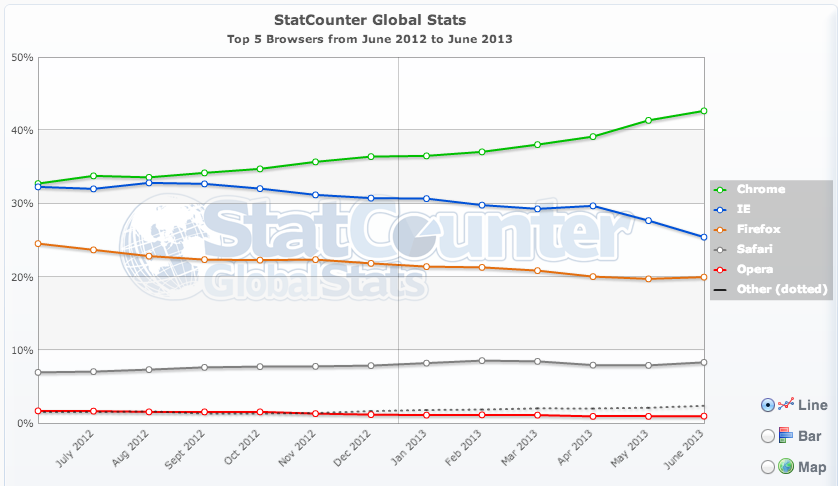 StatCounter Global Stats
Top 5 Browsers from June 2012 to June 2013
50%
40%
30%
20%
10%
0%
StatCounter
GlobalStats
Chrome
IE
Firefox
Safari
Opera
Other (dotted)
July 2012
Aug 2012
Sept 2012
Oct 2012
Nov 2012
Dec 2012
Jan 2013
Feb 2013
Mar 2013
Apr 2013
May 2013
June 2013
Line
Bar
Map